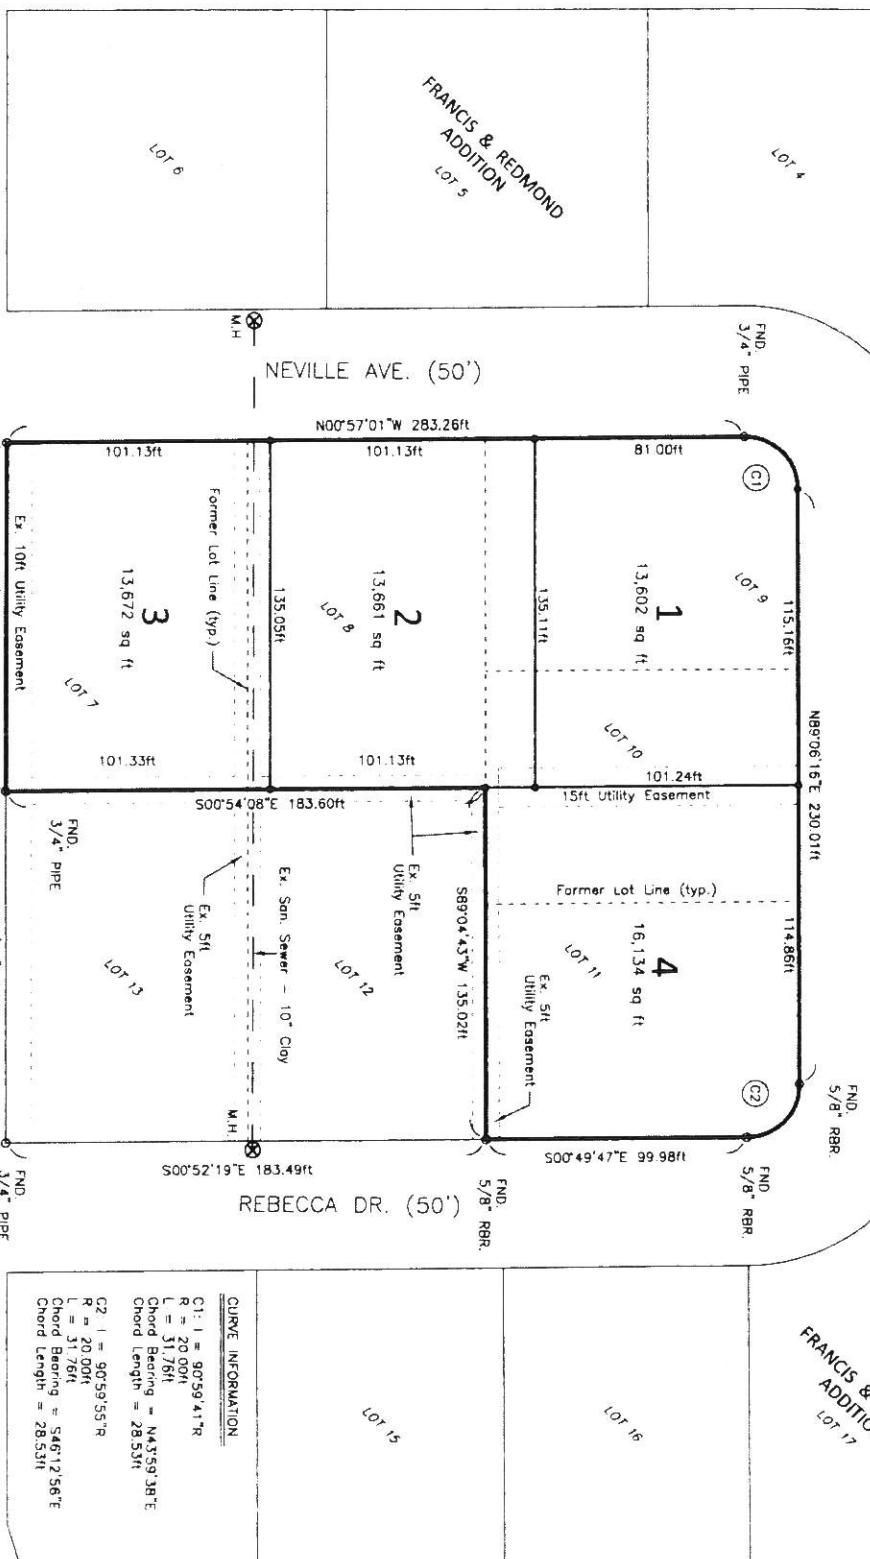 FRANCIS & REDMOND
ADDITION
LOT 4
LOT 5
LOT 6
M.H
NEVILLE AVE. (50')
FND.
3/4" PIPE
N00°57'01"W 283.26ft
101.13ft
101.13ft
81.00ft
C1
Ex. 10ft Utility Easement
3
13,672 sq ft
Former Lot Line (typ.)
LOT 7
135.05ft
2
13,661 sq ft
LOT 8
135.11ft
1
13,602 sq ft
LOT 9
LOT 10
115.16ft
N89°06'16"E 230.01ft
101.33ft
101.13ft
101.24ft
S00°54'08"E 183.60ft
15ft Utility Easement
FND.
3/4" PIPE
Ex. 5ft
Utility Easement
Ex. 5ft
Utility Easement
Ex. San. Sewer - 10" Clay
S89°04'43"W 135.02ft
Former Lot Line (typ.)
4
16,134 sq ft
LOT 11
114.86ft
LOT 12
LOT 13
Ex. 5ft
Utility Easement
C2
FND.
5/8" RBR.
M.H.
S00°52'19"E 183.49ft
S00°49'47"E 99.98ft
FND.
3/4" PIPE
FND.
5/8" RBR.
FND
5/8" RBR.
REBECCA DR. (50')
CURVE INFORMATION
C1: I = 90°59'41"R
R = 20.00ft
L = 31.76ft
Chord Bearing = N43°59'38"E
Chord Length = 28.53ft
C2: I = 90°59'55"R
R = 20.00ft
L = 31.76ft
Chord Bearing = S46°12'56"E
Chord Length = 28.53ft
LOT 15
LOT 16
FRANCIS &
ADDITIO
LOT 17